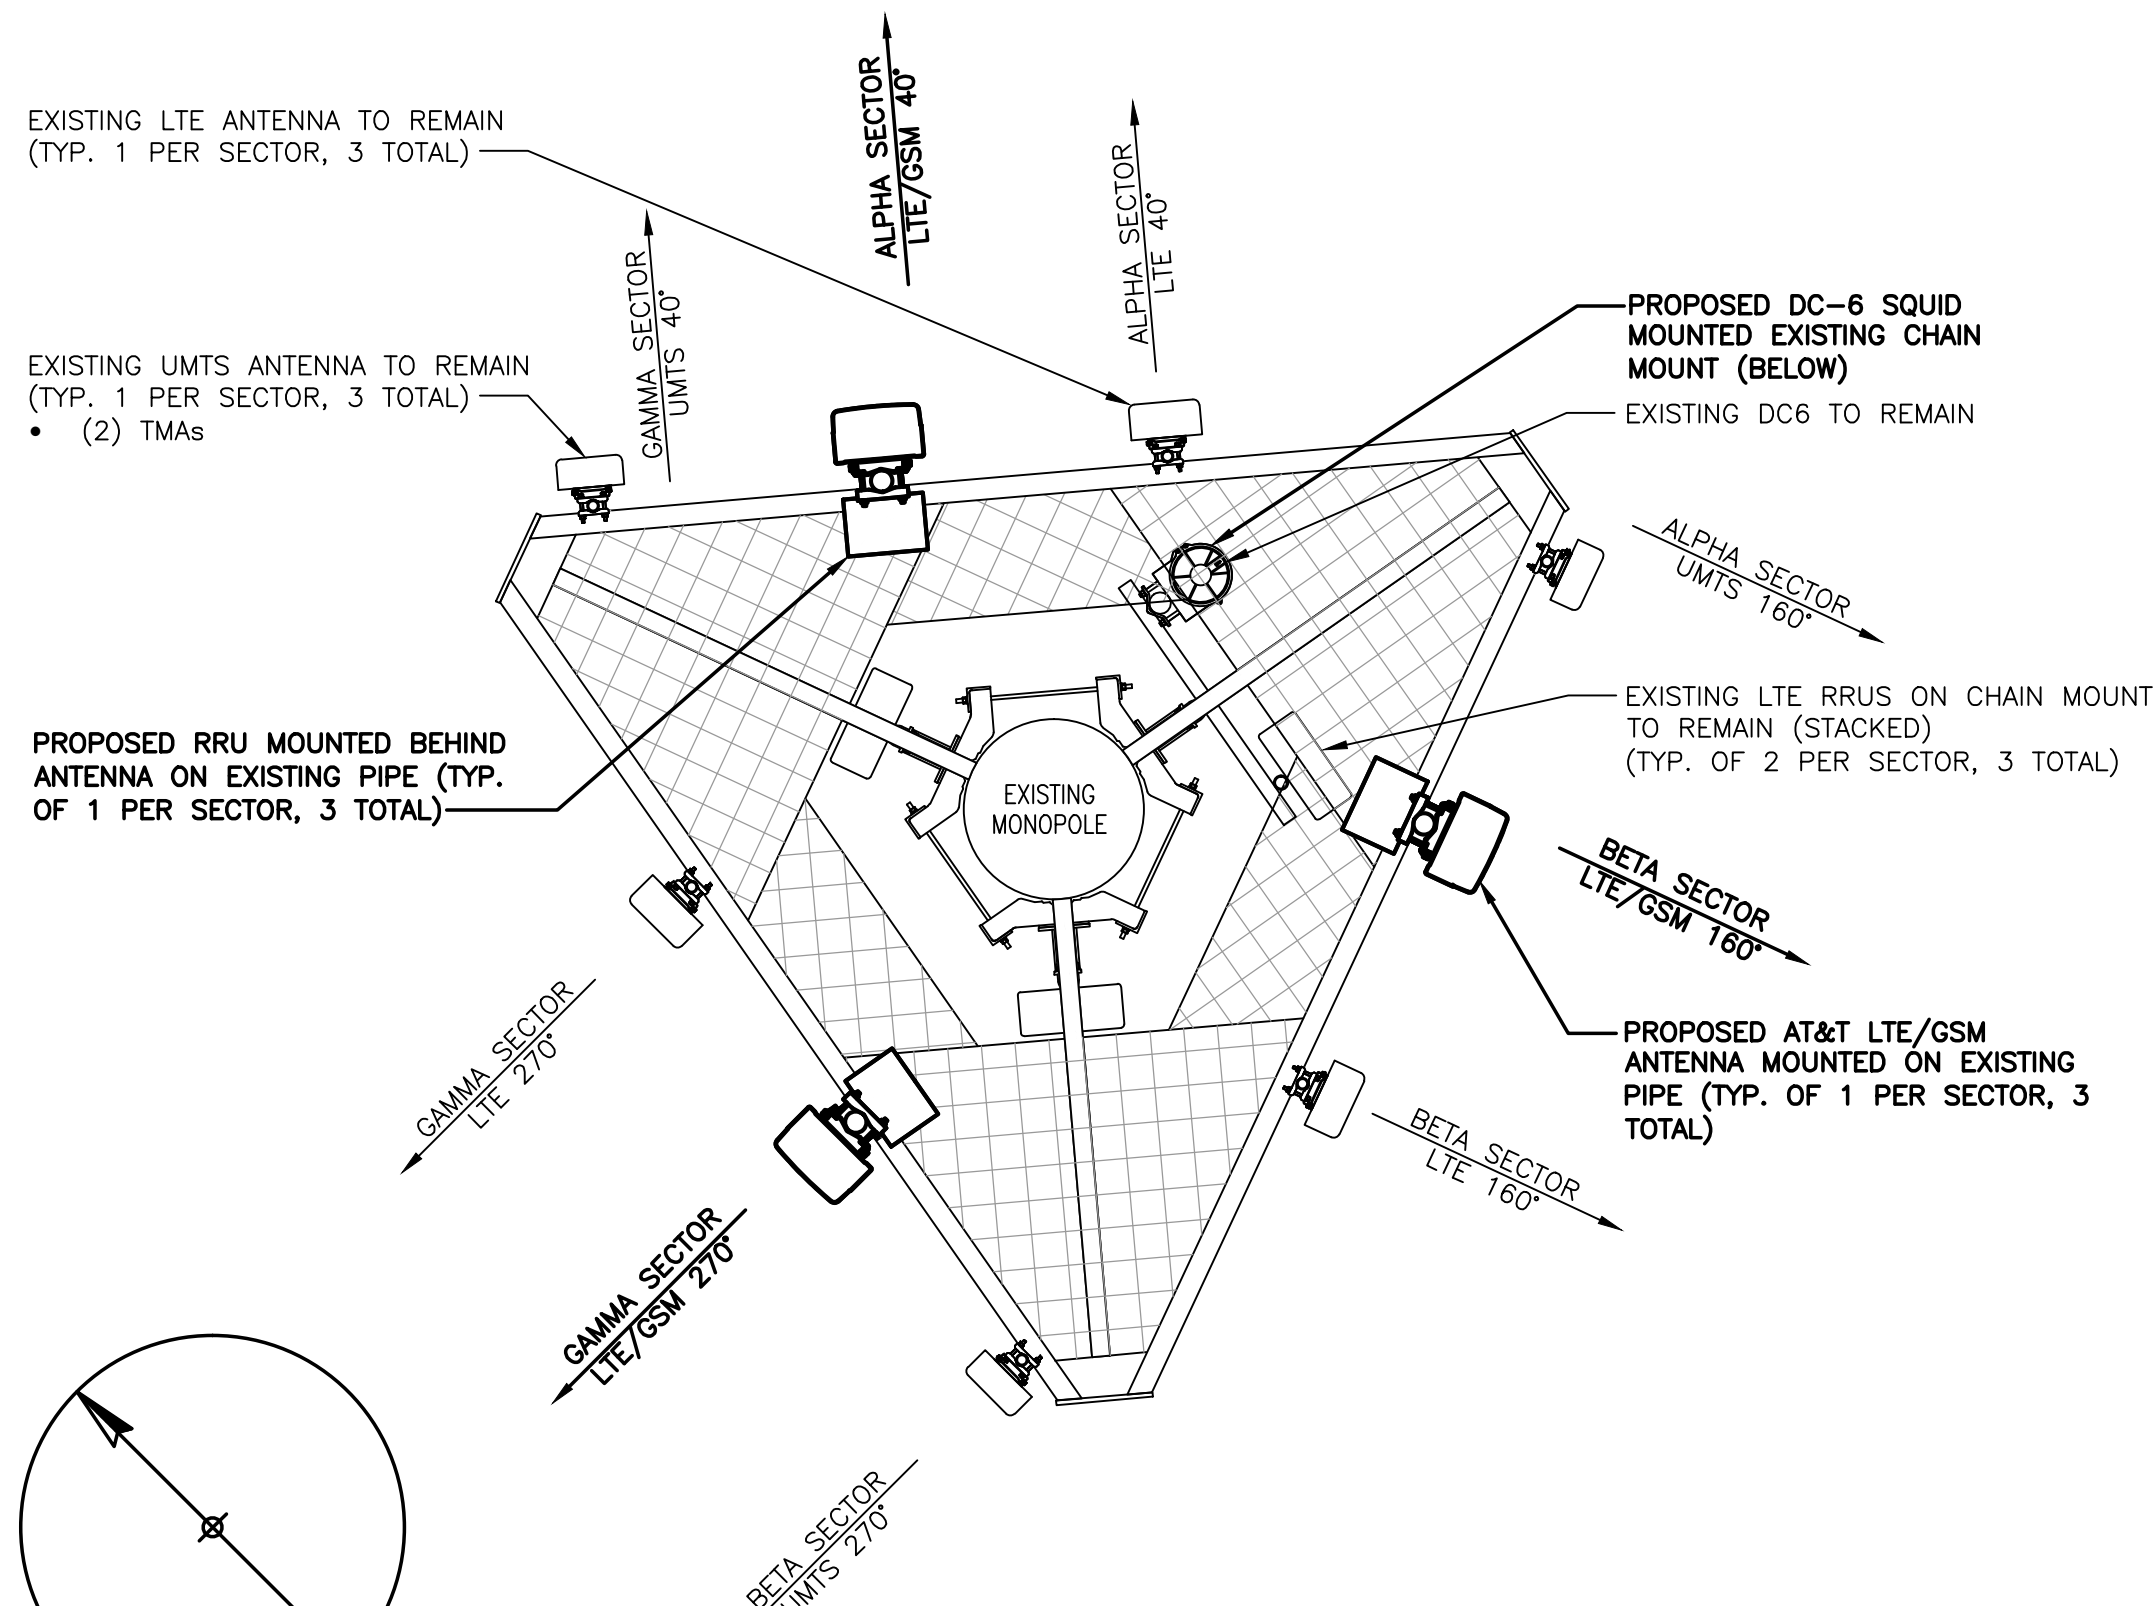 ALPHA SECTOR
LTE/GSM 40°
EXISTING LTE ANTENNA TO REMAIN
(TYP. 1 PER SECTOR, 3 TOTAL)
ALPHA SECTOR
LTE 40°
GAMMA SECTOR
UMTS 40°
PROPOSED DC-6 SQUID
MOUNTED EXISTING CHAIN
MOUNT (BELOW)
EXISTING UMTS ANTENNA TO REMAIN
(TYP. 1 PER SECTOR, 3 TOTAL)
• (2) TMAs
EXISTING DC6 TO REMAIN
ALPHA SECTOR
UMTS 160°
EXISTING LTE RRUS ON CHAIN MOUNT
TO REMAIN (STACKED)
(TYP. OF 2 PER SECTOR, 3 TOTAL)
PROPOSED RRU MOUNTED BEHIND
ANTENNA ON EXISTING PIPE (TYP.
OF 1 PER SECTOR, 3 TOTAL)
EXISTING
MONOPOLE
BETA SECTOR
LTE/GSM 160°
GAMMA SECTOR
LTE 270°
PROPOSED AT&T LTE/GSM
ANTENNA MOUNTED ON EXISTING
PIPE (TYP. OF 1 PER SECTOR, 3
TOTAL)
BETA SECTOR
LTE 160°
GAMMA SECTOR
LTE/GSM 270°
BETA SECTOR
UMTS 270°